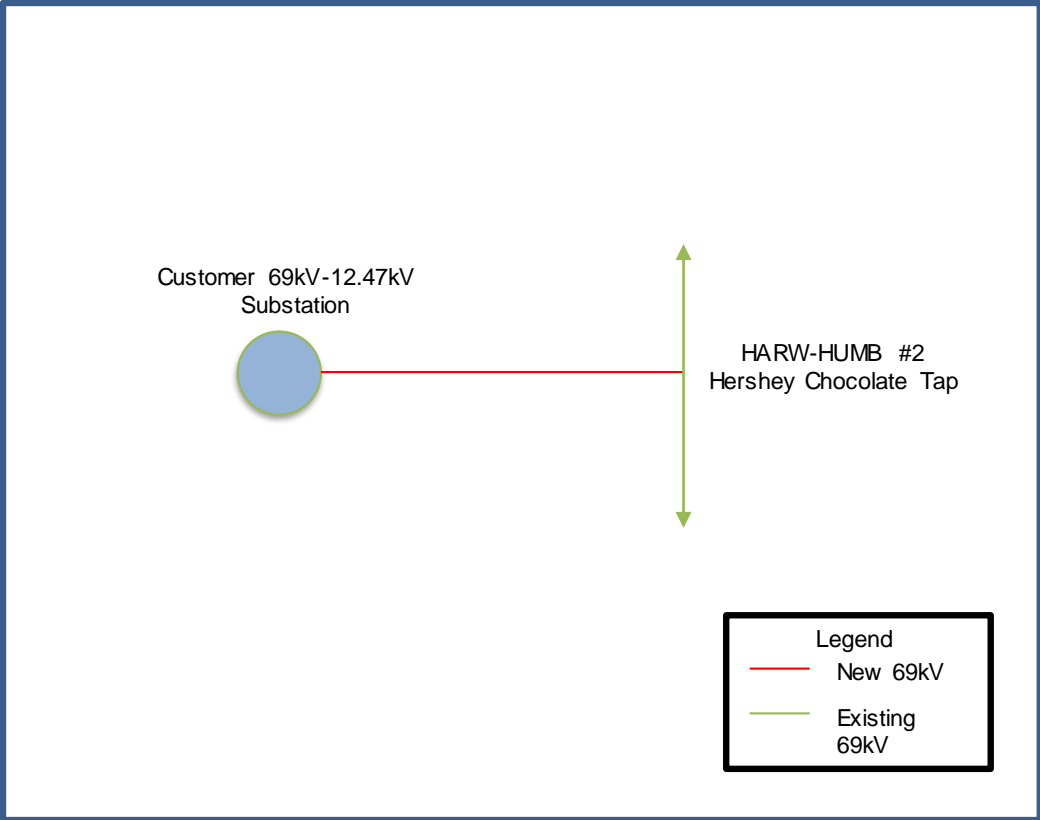 Customer 69kV-12.47kV
Substation
HARW-HUMB #2
Hershey Chocolate Tap
Legend
New 69kV
Existing
69kV